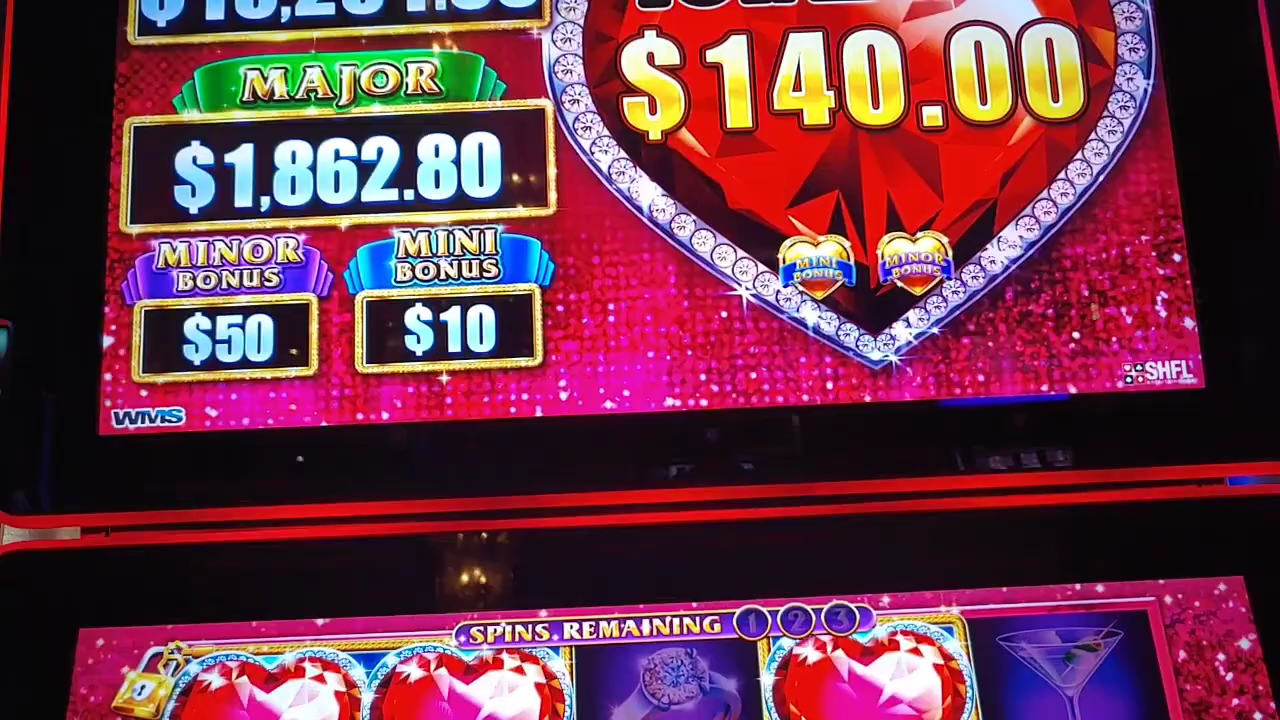 $140.00
MAJOR
$1,862.80
MINOR
BONUS
MINI
BONUS
$50
$10
MINI
BONUS
MINOR
BONUS
WMS
SHFL
SPINS REMAINING 1 2 3